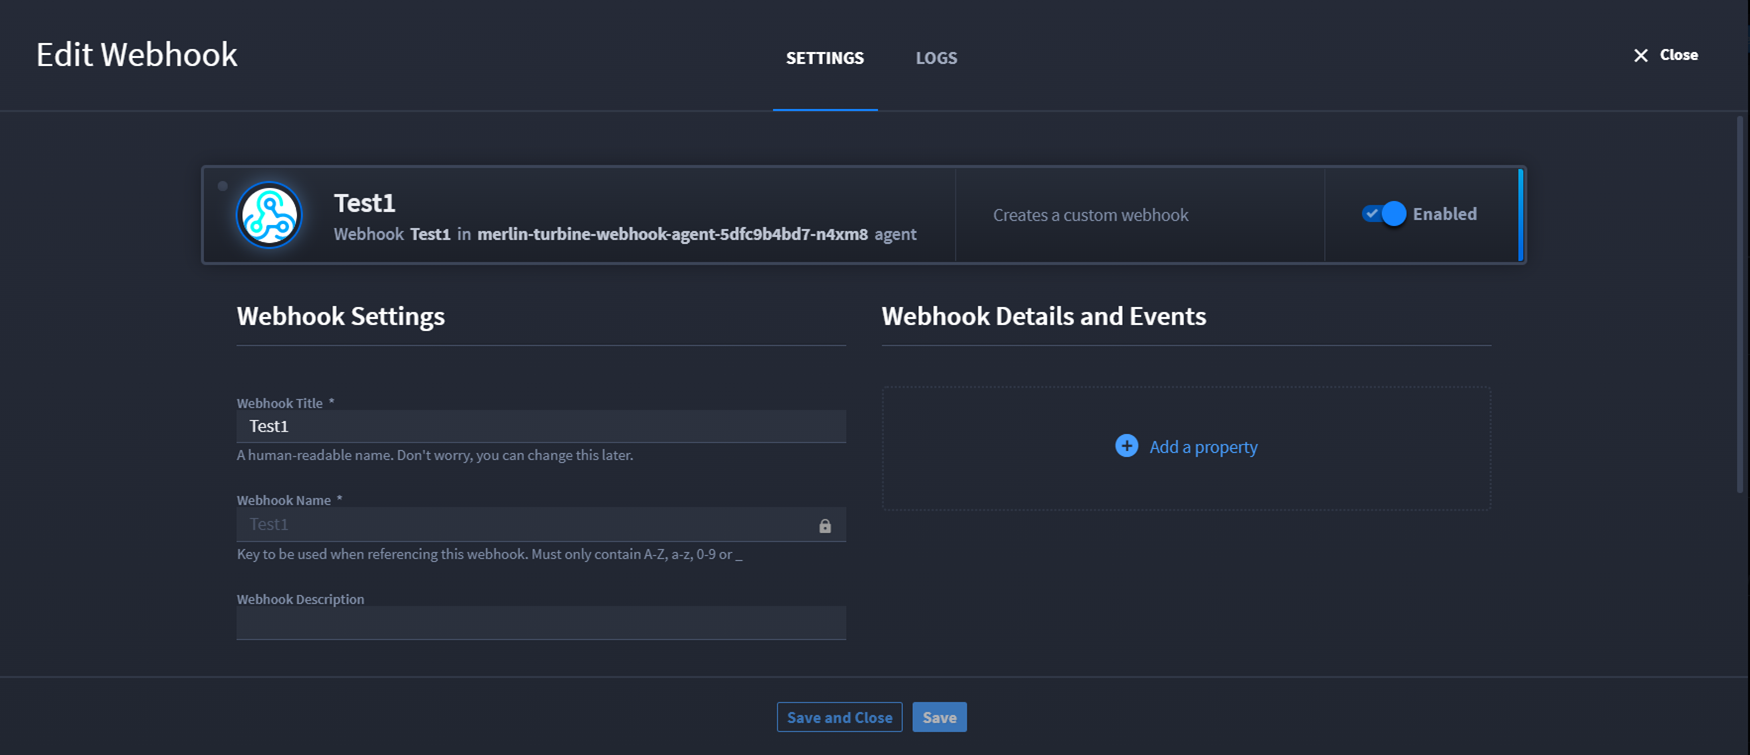 Edit Webhook
SETTINGS
LOGS
Close
Test1
Webhook Test1 in merlin-turbine-webhook-agent-5dfc9b4bd7-n4xm8 agent
Creates a custom webhook
Enabled
Webhook Settings
Webhook Title *
Test1
A human-readable name. Don't worry, you can change this later.
Webhook Name *
Test1
Key to be used when referencing this webhook. Must only contain A-Z, a-z, 0-9 or _
Webhook Description
Webhook Details and Events
Add a property
Save and Close
Save